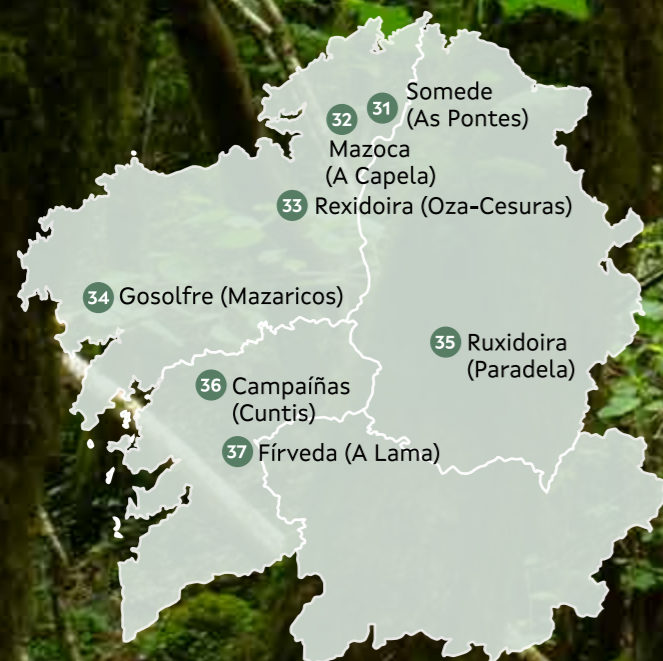 31 Somede
(As Pontes)
32 Mazoca
(A Capela)
33 Rexidoira (Oza-Cesuras)
34 Gosolfre (Mazaricos)
35 Ruxidoira
(Paradela)
36 Campaíñas
(Cuntis)
37 Fírveda (A Lama)